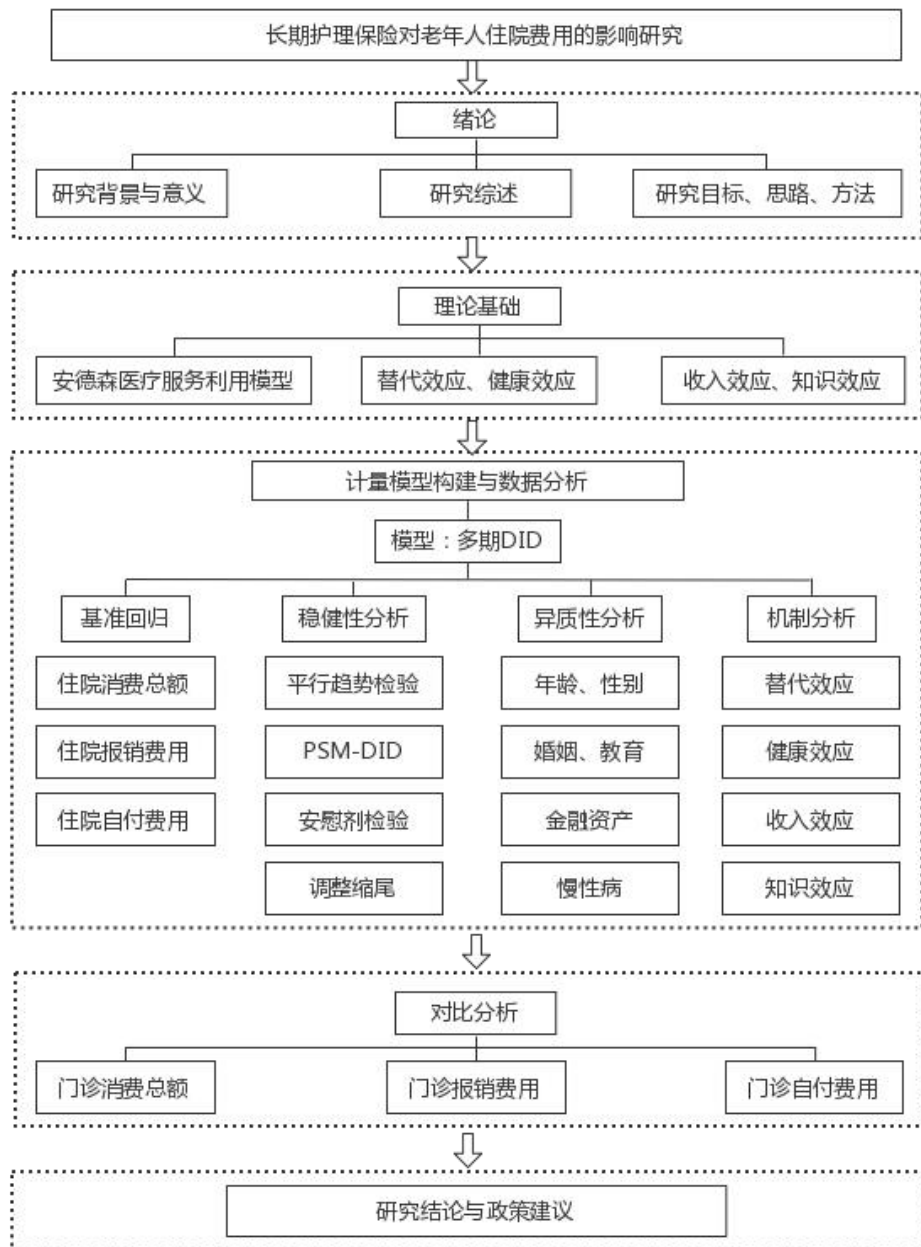 长期护理保险对老年人住院费用的影响研究
绪论
研究背景与意义
研究综述
研究目标、思路、方法
理论基础
安德森医疗服务利用模型
替代效应、健康效应
收入效应、知识效应
计量模型构建与数据分析
模型：多期DID
基准回归
稳健性分析
异质性分析
机制分析
住院消费总额
平行趋势检验
年龄、性别
替代效应
住院报销费用
PSM-DID
婚姻、教育
健康效应
住院自付费用
安慰剂检验
金融资产
收入效应
调整缩尾
慢性病
知识效应
对比分析
门诊消费总额
门诊报销费用
门诊自付费用
研究结论与政策建议